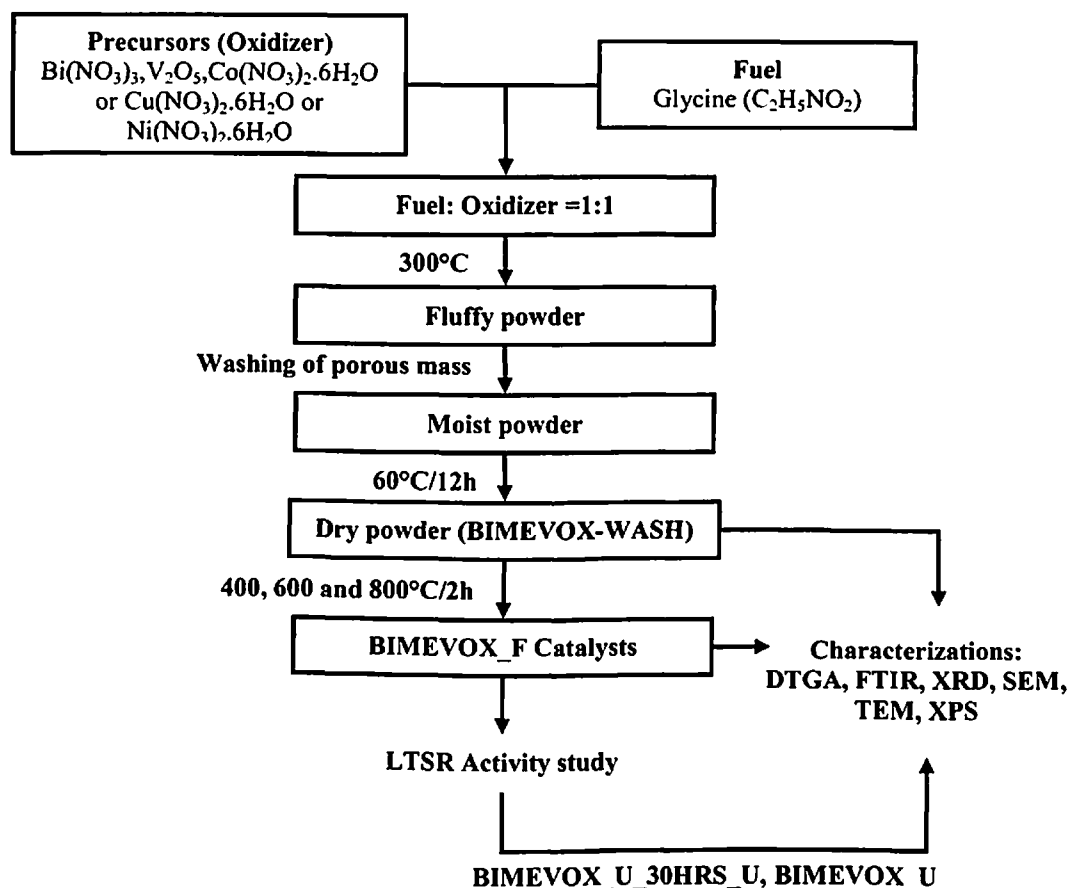 Precursors (Oxidizer)
Bi(NO₃)₃,V₂O₅,Co(NO₃)₂.6H₂O
or Cu(NO₃)₂.6H₂O or
Ni(NO₃)₂.6H₂O
Fuel
Glycine (C₂H₅NO₂)
Fuel: Oxidizer =1:1
300°C
Fluffy powder
Washing of porous mass
Moist powder
60°C/12h
Dry powder (BIMEVOX-WASH)
400, 600 and 800°C/2h
BIMEVOX_F Catalysts
Characterizations:
DTGA, FTIR, XRD, SEM,
TEM, XPS
LTSR Activity study
BIMEVOX_U_30HRS_U, BIMEVOX_U